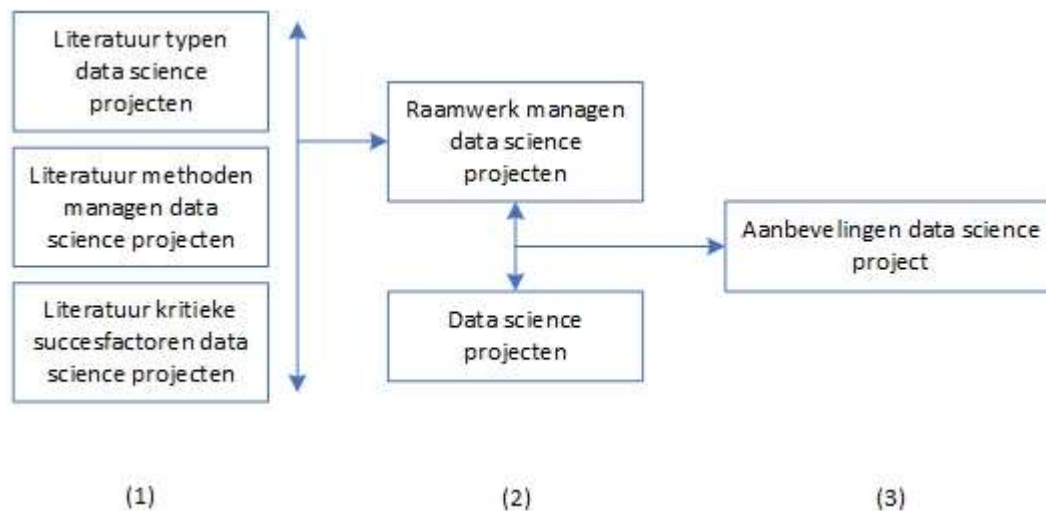 Literatuur typen
data science
projecten
Literatuur methoden
managen data
science projecten
Literatuur kritieke
succesfactoren data
science projecten
Raamwerk managen
data science
projecten
Data science
projecten
Aanbevelingen data science
project
(1)
(2)
(3)